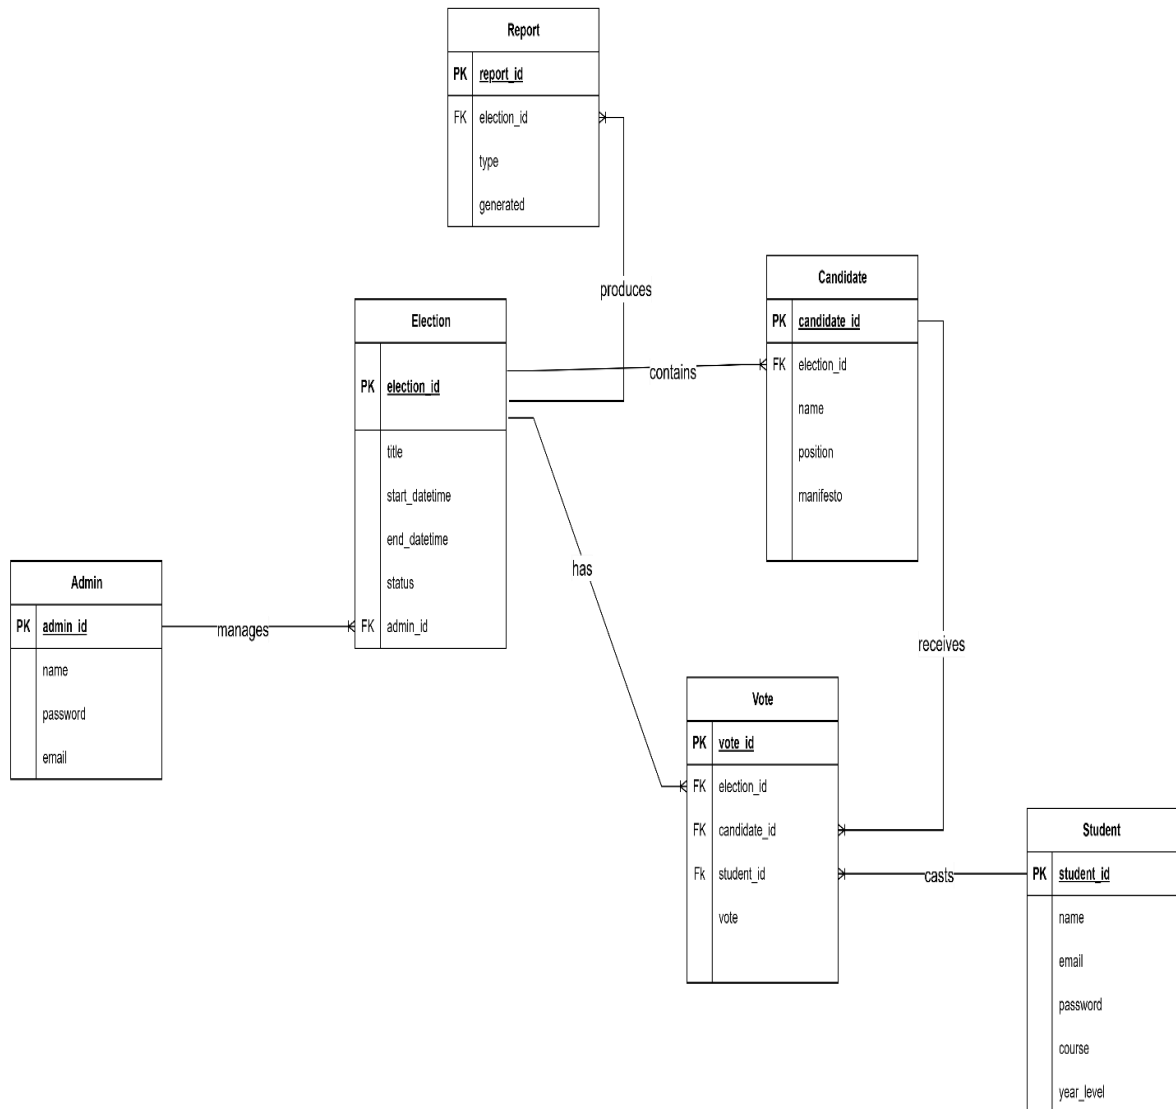 Report
PK report_id
FK election_id
type
generated
produces
Candidate
PK candidate_id
FK election_id
name
position
manifesto
contains
Election
PK election_id
title
start_datetime
end_datetime
status
FK admin_id
has
Admin
PK admin_id
name
password
email
manages
receives
Vote
PK vote_id
FK election_id
FK candidate_id
Fk student_id
vote
casts
Student
PK student_id
name
email
password
course
year_level